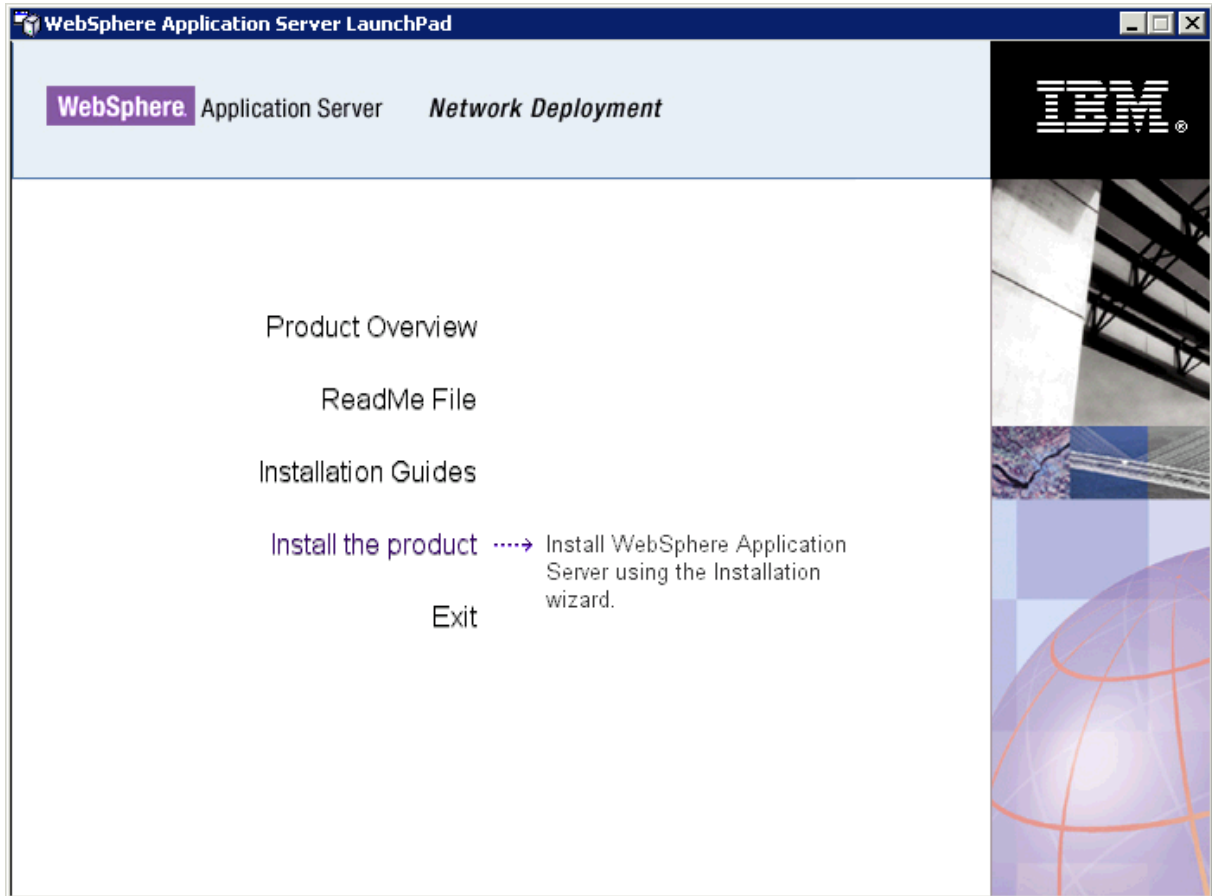 WebSphere Application Server LaunchPad
WebSphere. Application Server Network Deployment
IBM®
Product Overview
ReadMe File
Installation Guides
Install the product
Install WebSphere Application
Server using the Installation
wizard.
Exit